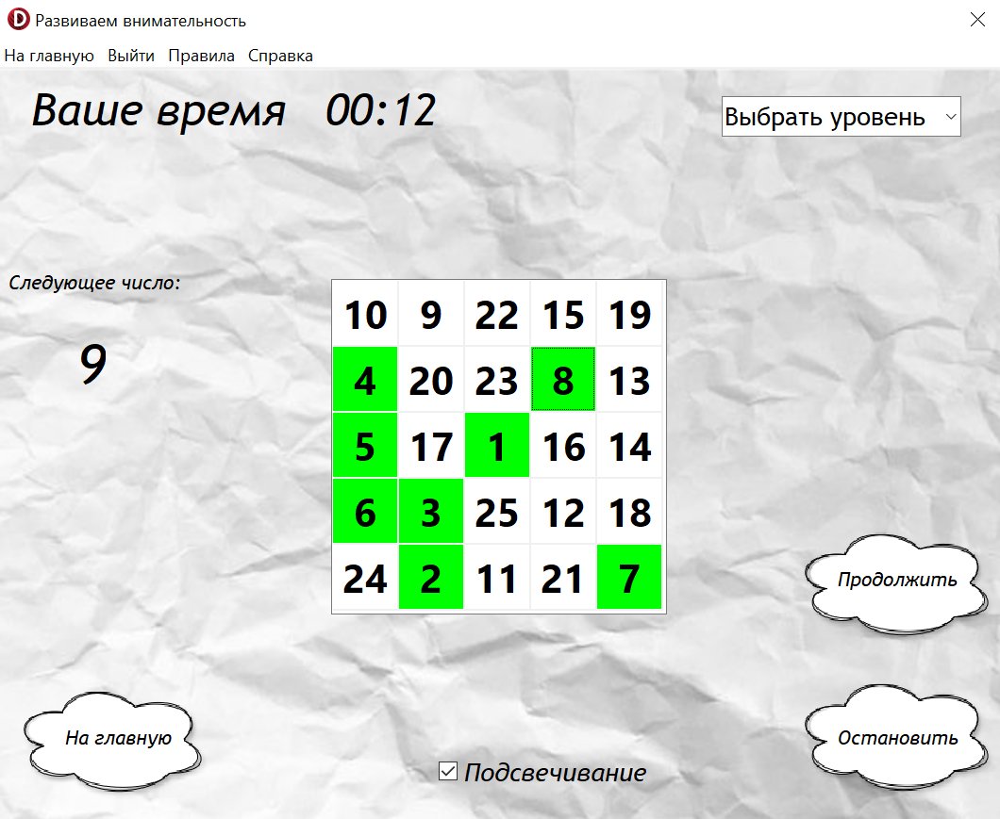 Развиваем внимательность
На главную Выйти Правила Справка
Ваше время 00:12
Выбрать уровень
Следующее число:
9
10 9 22 15 19
4 20 23 8 13
5 17 1 16 14
6 3 25 12 18
24 2 11 21 7
Продолжить
На главную
Остановить
Подсвечивание